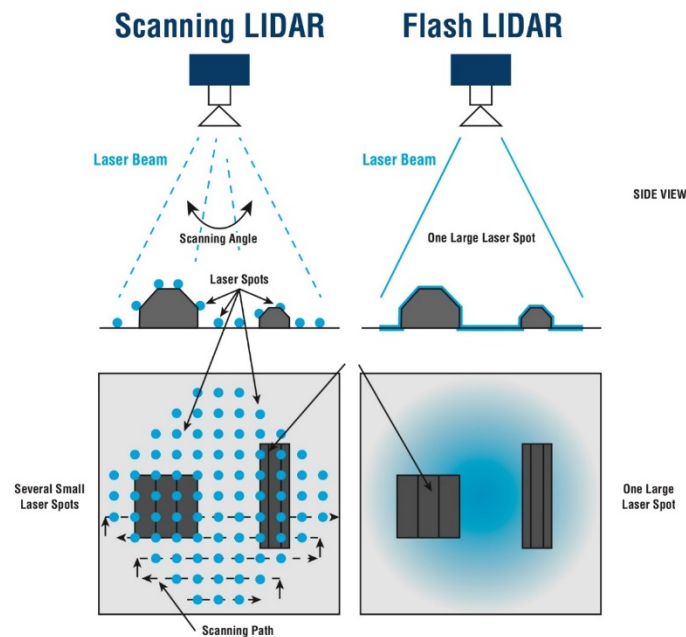 Scanning LIDAR
Flash LIDAR
Laser Beam
Laser Beam
SIDE VIEW
Scanning Angle
One Large Laser Spot
Laser Spots
Several Small
Laser Spots
One Large
Laser Spot
Scanning Path